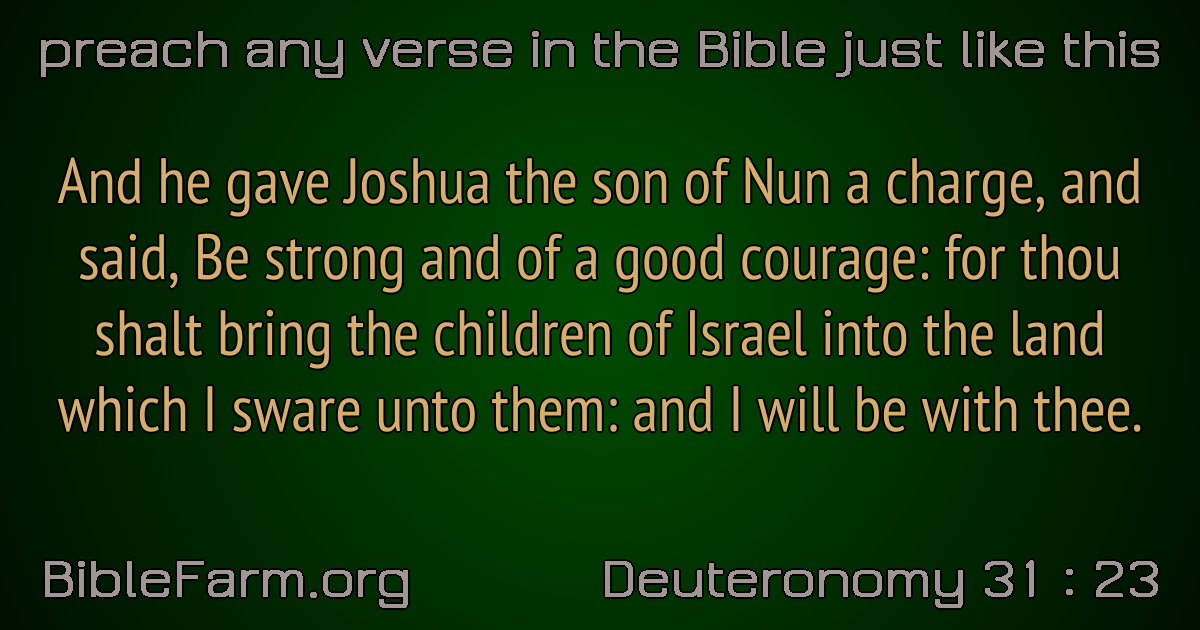 preach any verse in the Bible just like this
And he gave Joshua the son of Nun a charge, and
said, Be strong and of a good courage: for thou
shalt bring the children of Israel into the land
which I sware unto them: and I will be with thee.
BibleFarm.org
Deuteronomy 31 : 23